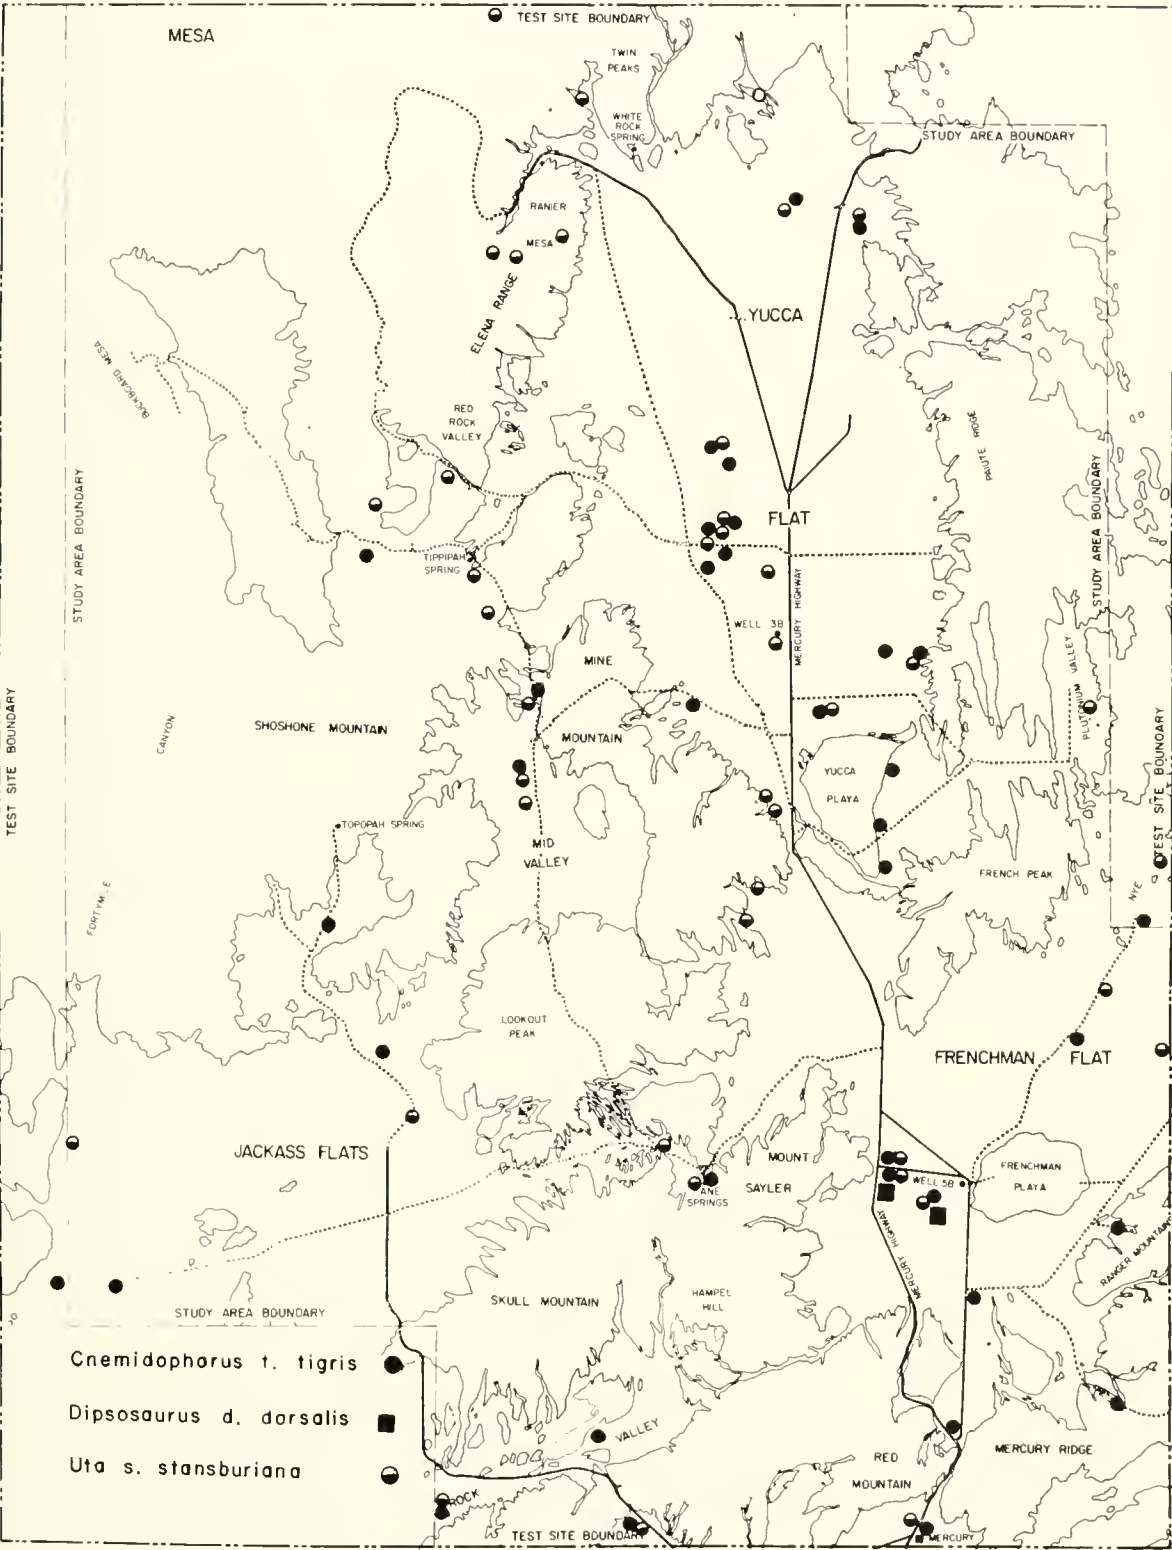 TEST SITE BOUNDARY
MESA
TWIN
PEAKS
WHITE
ROCK
SPRING
STUDY AREA BOUNDARY
RANIER
MESA
ELENA RANGE
YUCCA
BUCKBOARD MESA
RED
ROCK
VALLEY
PAIUTE RIDGE
STUDY AREA BOUNDARY
STUDY AREA BOUNDARY
FLAT
TIPPIPAH
SPRING
MERCURY HIGHWAY
WELL 3B
MINE
MOUNTAIN
PLUTONIUM VALLEY
TEST SITE BOUNDARY
TEST SITE BOUNDARY
CANYON
SHOSHONE MOUNTAIN
YUCCA
PLAYA
TOPOPAH SPRING
MID
VALLEY
FRENCH PEAK
NYE
LOOKOUT
PEAK
FRENCHMAN FLAT
JACKASS FLATS
MOUNT
SAYLER
ANE
SPRINGS
WELL 5B
FRENCHMAN
PLAYA
MERCURY HIGHWAY
RANGER MOUNTAIN
SKULL MOUNTAIN
HAMPEL
HILL
STUDY AREA BOUNDARY
Cnemidophorus t. tigris
Dipsosaurus d. dorsalis
Uta s. stansburiana
VALLEY
ROCK
RED
MOUNTAIN
MERCURY RIDGE
TEST SITE BOUNDAR
MERCURY